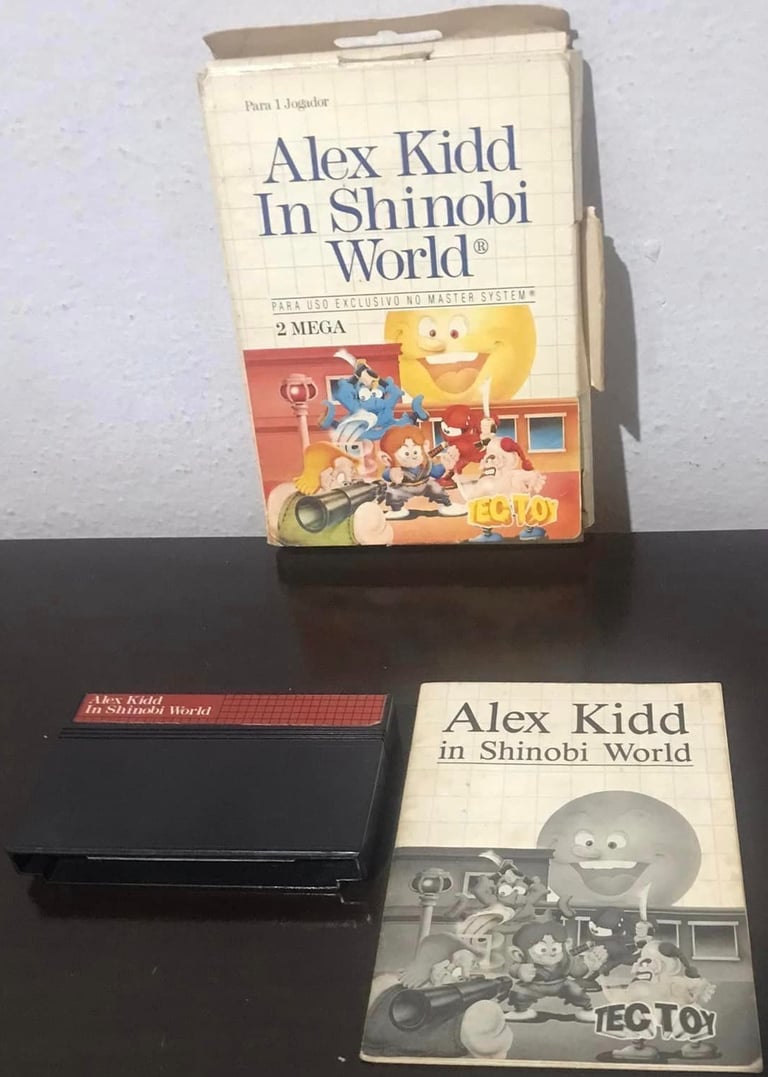 Para 1 Jogador
Alex Kidd
In Shinobi
World®
PARA USO EXCLUSIVO NO MASTER SYSTEM®
2 MEGA
TEC TOY
Alex Kidd
In Shinobi World
Alex Kidd
in Shinobi World
TEC TOY